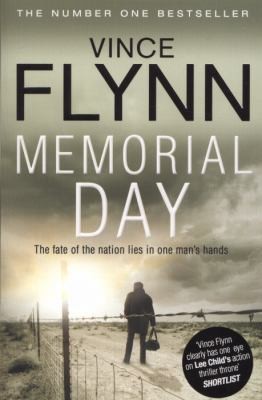 THE NUMBER ONE BESTSELLER
VINCE
FLYNN
MEMORIAL
DAY
The fate of the nation lies in one man's hands
'Vince Flynn
clearly has one eye
on Lee Child's action
thriller throne'
SHORTLIST